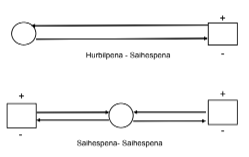 +
-
Hurbilpena - Saihespena
+ +
- -
Saihespena- Saihespena